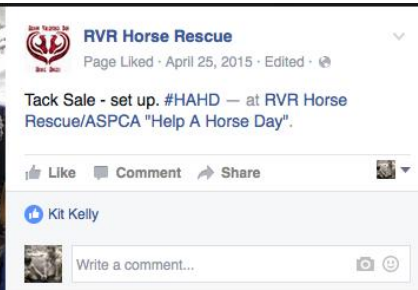 RVR Horse Rescue
Page Liked · April 25, 2015 · Edited ·
Tack Sale - set up. #HAHD — at RVR Horse
Rescue/ASPCA "Help A Horse Day".
Like Comment Share
Kit Kelly
Write a comment...